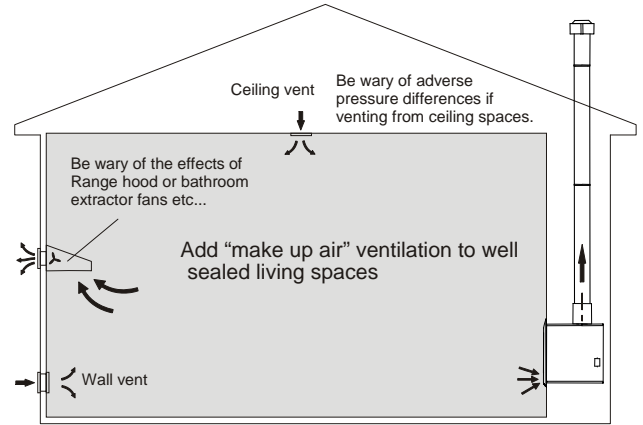 Ceiling vent
Be wary of adverse
pressure differences if
venting from ceiling spaces.
Be wary of the effects of
Range hood or bathroom
extractor fans etc...
Add “make up air” ventilation to well
sealed living spaces
Wall vent